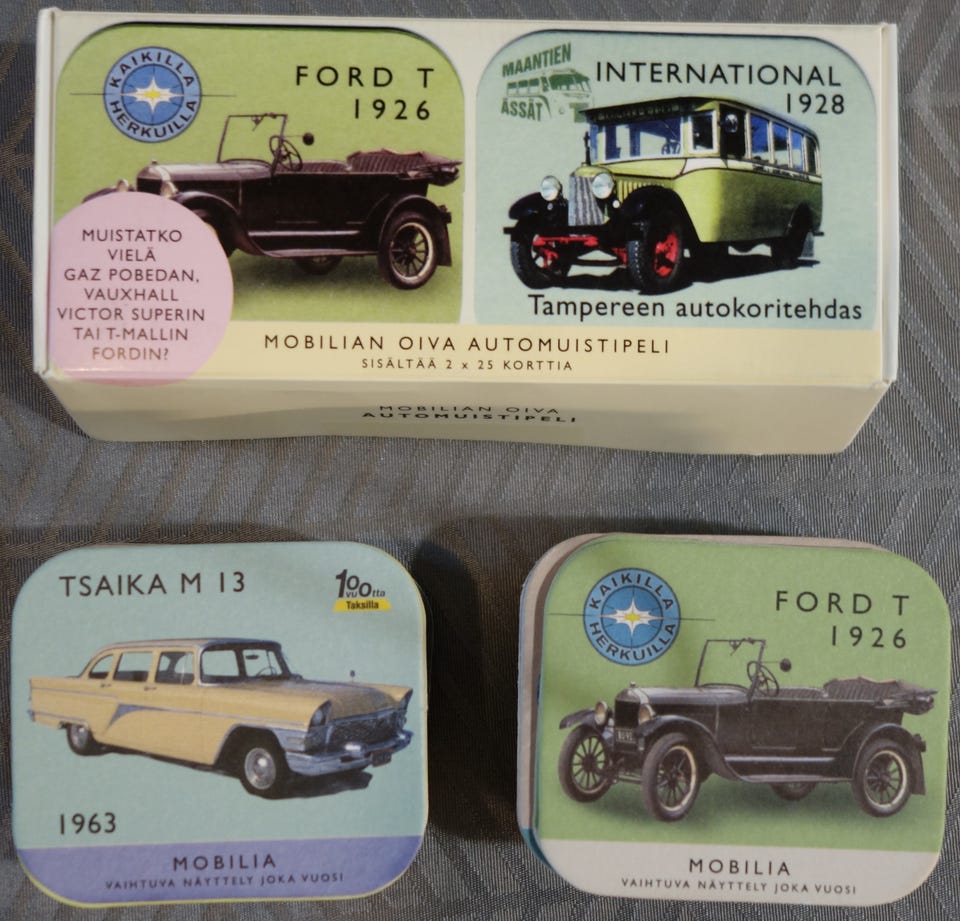 KAIKILLA
HERKUILLA
FORD T
1926
MAANTIEN
ÄSSÄT
INTERNATIONAL
1928
Tampereen autokoritehdas
MUISTATKO
VIELÄ
GAZ POBEDAN,
VAUXHALL
VICTOR SUPERIN
TAI T-MALLIN
FORDIN?
MOBILIAN OIVA AUTOMUISTIPELI
SISÄLTÄÄ 2 x 25 KORTTIA
MOBILIAN OIVA
AUTOMUISTIPELI
TSAIKA M 13
100
vuotta
Taksilla
1963
MOBILIA
VAIHTUVA NÄYTTELY JOKA VUOSI
KAIKILLA
HERKUILLA
FORD T
1926
MOBILIA
VAIHTUVA NÄYTTELY JOKA VUOSI